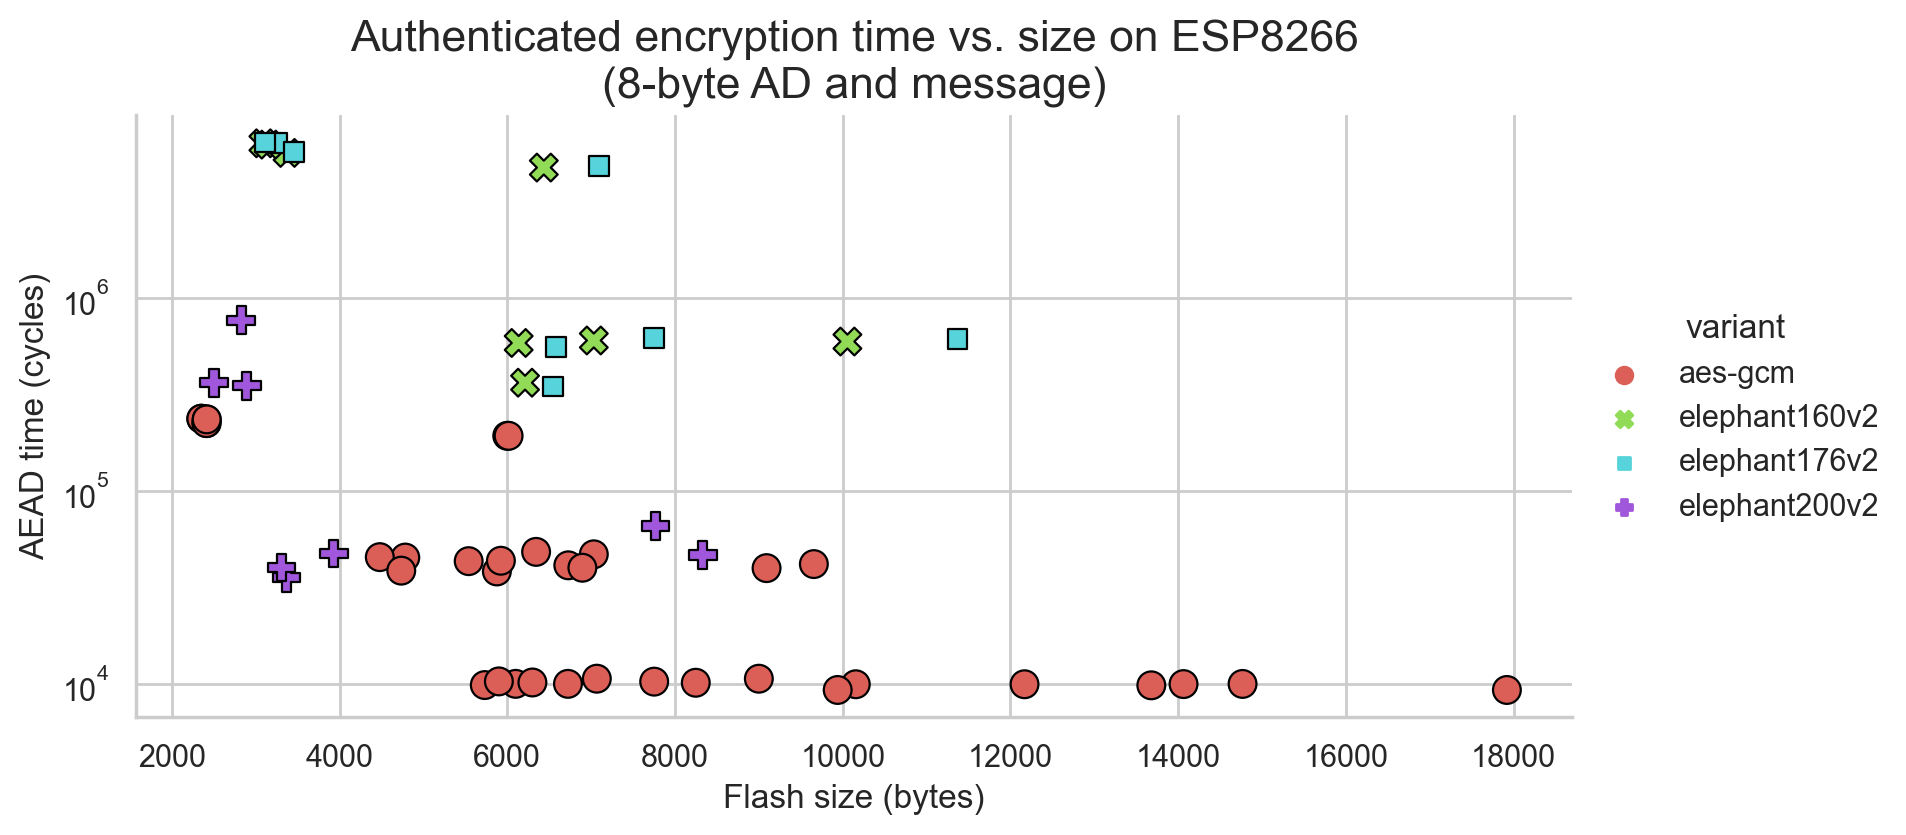 Authenticated encryption time vs. size on ESP8266
(8-byte AD and message)
AEAD time (cycles)
10^6
10^5
10^4
2000 4000 6000 8000 10000 12000 14000 16000 18000
Flash size (bytes)
variant
aes-gcm
elephant160v2
elephant176v2
elephant200v2